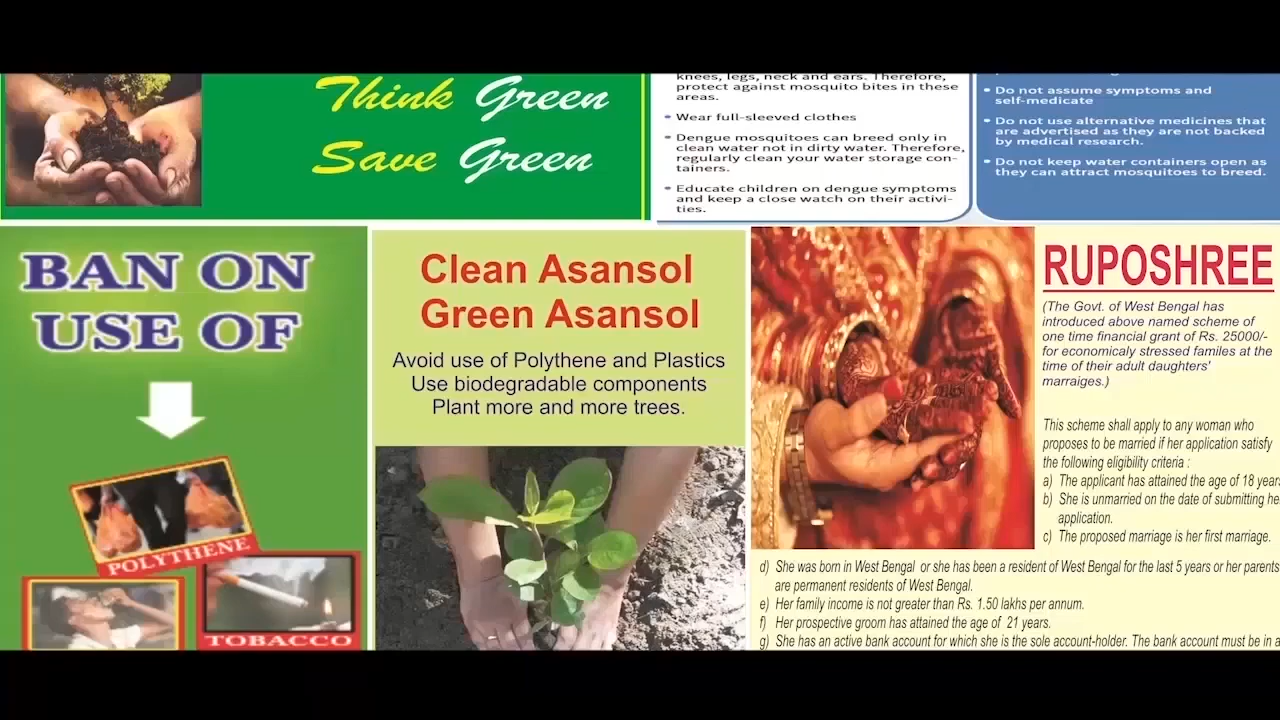 Think Green
Save Green
knees, legs, neck and ears. Therefore,
protect against mosquito bites in these
areas.
• Wear full-sleeved clothes
• Dengue mosquitoes can breed only in
clean water not in dirty water. Therefore,
regularly clean your water storage con-
tainers.
• Educate children on dengue symptoms
and keep a close watch on their activi-
ties.
• Do not assume symptoms and
self-medicate
• Do not use alternative medicines that
are advertised as they are not backed
by medical research.
• Do not keep water containers open as
they can attract mosquitoes to breed.
BAN ON
USE OF
POLYTHENE
TOBACCO
Clean Asansol
Green Asansol
Avoid use of Polythene and Plastics
Use biodegradable components
Plant more and more trees.
RUPOSHREE
(The Govt. of West Bengal has
introduced above named scheme of
one time financial grant of Rs. 25000/-
for economicaly stressed familes at the
time of their adult daughters'
marraiges.)
This scheme shall apply to any woman who
proposes to be married if her application satisfy
the following eligibility criteria :
a) The applicant has attained the age of 18 years
b) She is unmarried on the date of submitting he
application.
c) The proposed marriage is her first marriage.
d) She was born in West Bengal or she has been a resident of West Bengal for the last 5 years or her parents
are permanent residents of West Bengal.
e) Her family income is not greater than Rs. 1.50 lakhs per annum.
f) Her prospective groom has attained the age of 21 years.
g) She has an active bank account for which she is the sole account-holder. The bank account must be in a